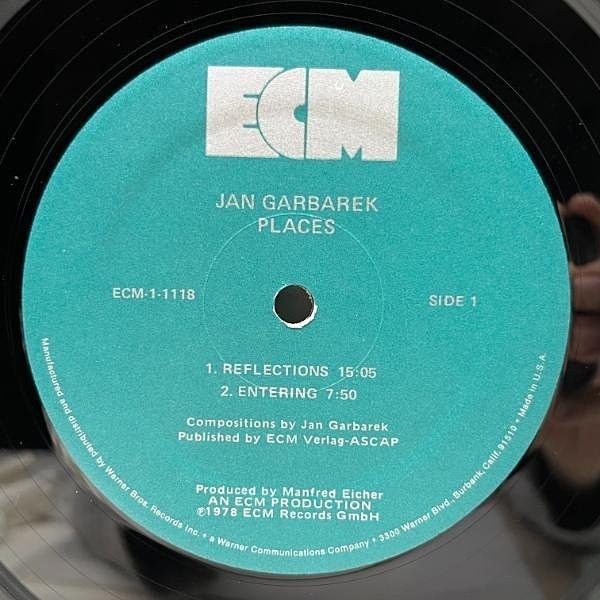 ECM
JAN GARBAREK
PLACES
ECM-1-1118
SIDE 1
1. REFLECTIONS 15:05
2. ENTERING 7:50
Compositions by Jan Garbarek
Published by ECM Verlag-ASCAP
Produced by Manfred Eicher
AN ECM PRODUCTION
℗1978 ECM Records GmbH
Manufactured and distributed by Warner Bros. Records Inc. • a Warner Communications Company • 3300 Warner Blvd., Burbank, Calif. 91510 • Made in U.S.A.